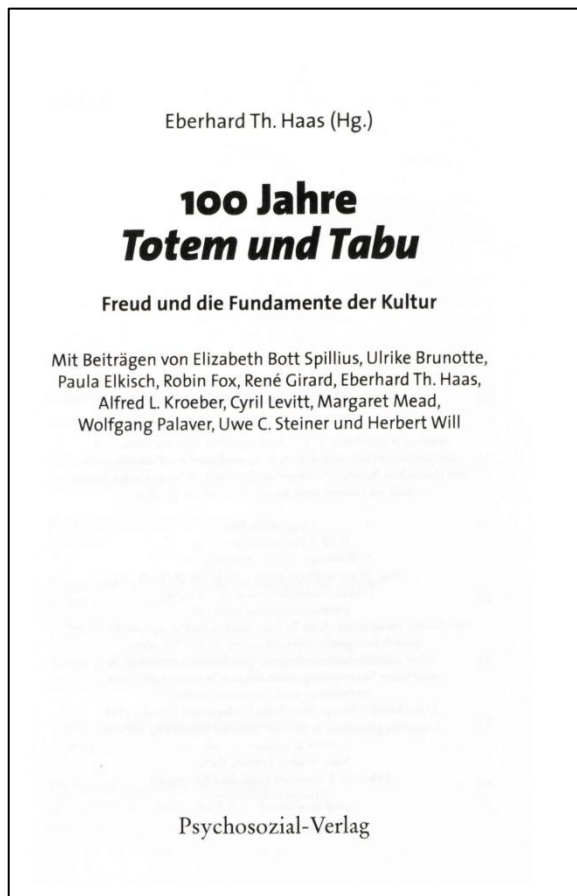 Eberhard Th. Haas (Hg.)
100 Jahre
Totem und Tabu
Freud und die Fundamente der Kultur
Mit Beiträgen von Elizabeth Bott Spillius, Ulrike Brunotte,
Paula Elkisch, Robin Fox, René Girard, Eberhard Th. Haas,
Alfred L. Kroeber, Cyril Levitt, Margaret Mead,
Wolfgang Palaver, Uwe C. Steiner und Herbert Will
Psychosozial-Verlag